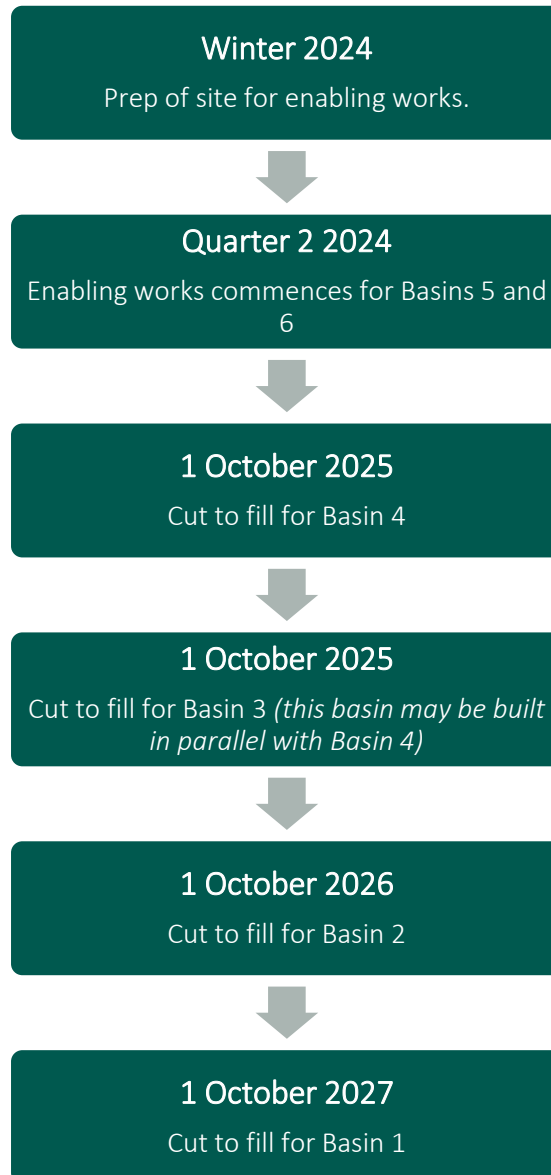 Winter 2024
Prep of site for enabling works.
Quarter 2 2024
Enabling works commences for Basins 5 and
6
1 October 2025
Cut to fill for Basin 4
1 October 2025
Cut to fill for Basin 3 (this basin may be built
in parallel with Basin 4)
1 October 2026
Cut to fill for Basin 2
1 October 2027
Cut to fill for Basin 1